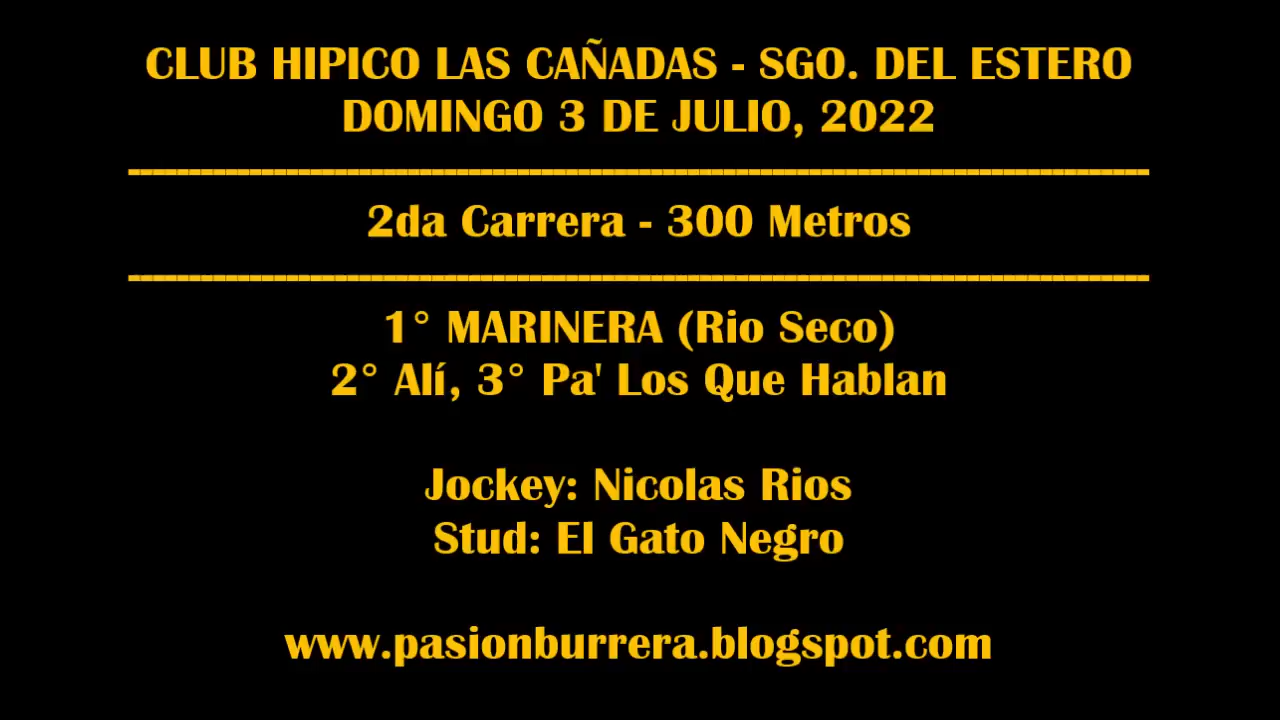 CLUB HIPICO LAS CAÑADAS - SGO. DEL ESTERO
DOMINGO 3 DE JULIO, 2022
2da Carrera - 300 Metros
1° MARINERA (Rio Seco)
2° Alí, 3° Pa' Los Que Hablan
Jockey: Nicolas Rios
Stud: El Gato Negro
www.pasionburrera.blogspot.com